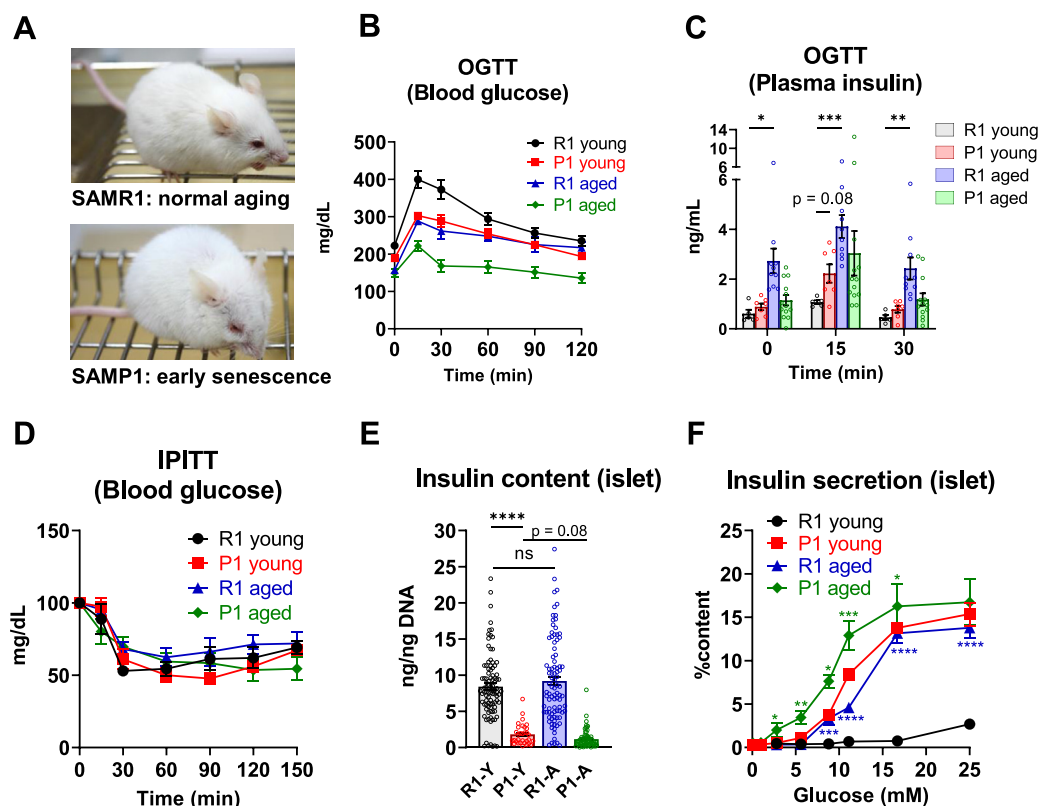 A
SAMR1: normal aging
SAMP1: early senescence
B
OGTT
(Blood glucose)
R1 young
P1 young
R1 aged
P1 aged
mg/dL
500
400
300
200
100
0
0 30 60 90 120
Time (min)
C
OGTT
(Plasma insulin)
R1 young
P1 young
R1 aged
P1 aged
* *** **
p = 0.08
ng/mL
14
10
6
6
4
2
0
0 15 30
Time (min)
D
IPITT
(Blood glucose)
R1 young
P1 young
R1 aged
P1 aged
mg/dL
150
100
50
0
0 30 60 90 120 150
Time (min)
E
Insulin content (islet)
**** p = 0.08
ns
ng/ng DNA
30
25
20
15
10
5
0
R1-Y P1-Y R1-A P1-A
F
Insulin secretion (islet)
R1 young
P1 young
R1 aged
P1 aged
%content
25
20
15
10
5
0
* ** * *** *
*** **** **** ****
0 5 10 15 20 25
Glucose (mM)